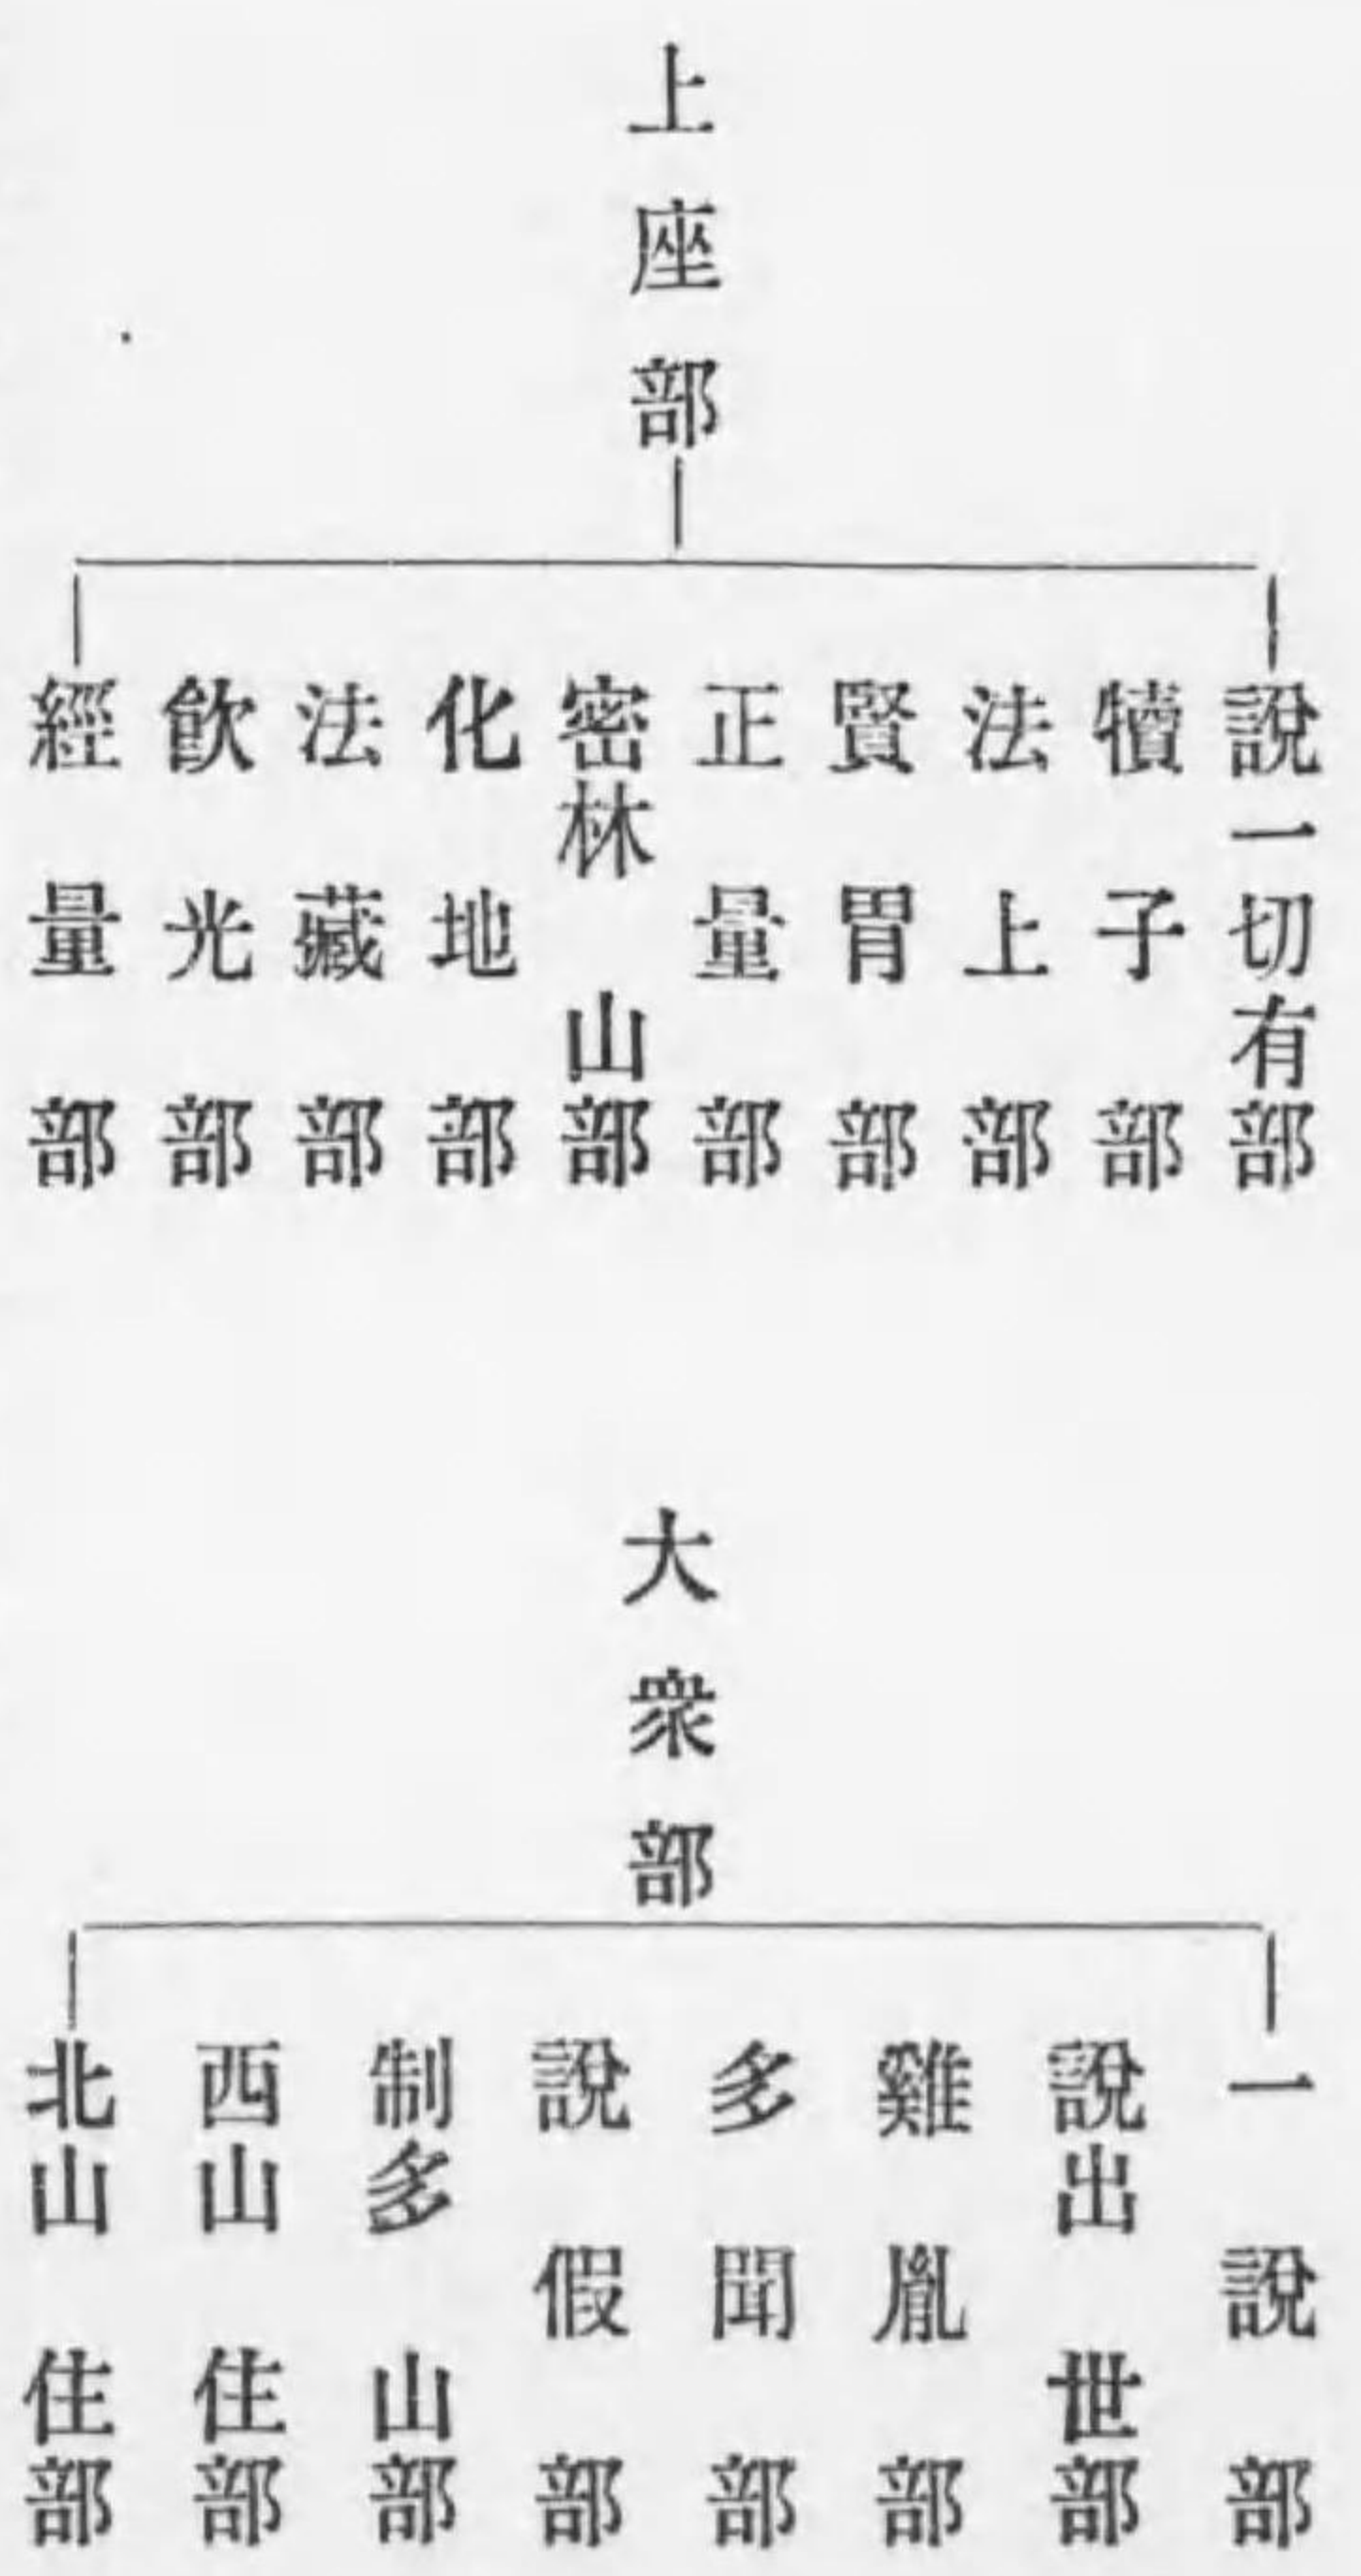 上座部
說一切有部
犢子部
法上部
賢冑部
正量部
密林山部
化地部
法藏部
飮光部
經量部
大衆部
一說部
說出世部
雞胤部
多聞部
說假部
制多山部
西山住部
北山住部